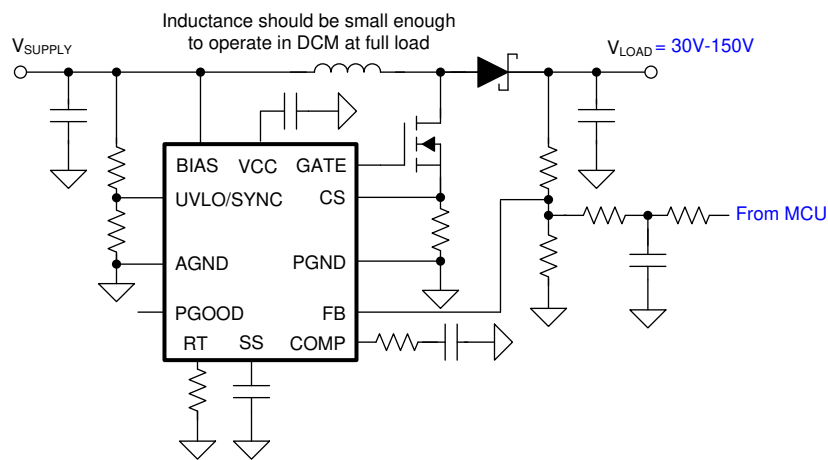 Inductance should be small enough
to operate in DCM at full load
VSUPPLY
VLOAD = 30V-150V
BIAS VCC GATE
UVLO/SYNC CS
AGND PGND
PGOOD FB
RT SS COMP
From MCU